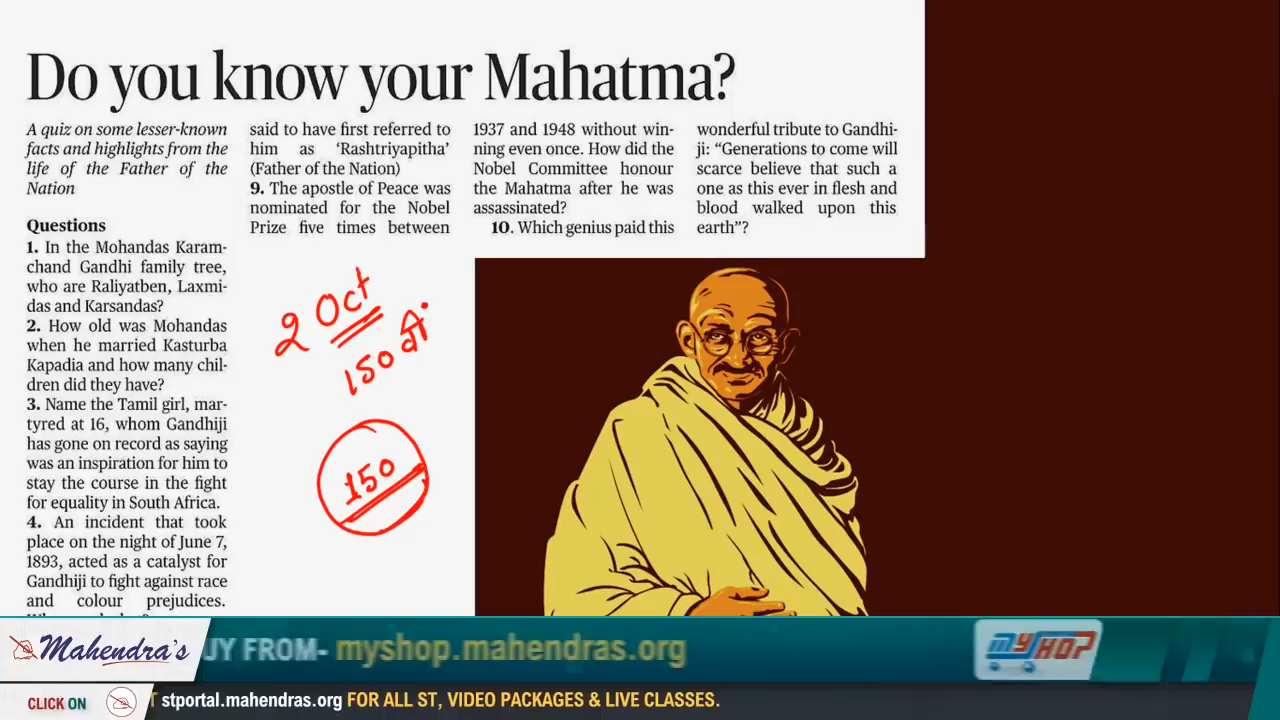 Do you know your Mahatma?
A quiz on some lesser-known
facts and highlights from the
life of the Father of the
Nation
Questions
1. In the Mohandas Karam-
chand Gandhi family tree,
who are Raliyatben, Laxmi-
das and Karsandas?
2. How old was Mohandas
when he married Kasturba
Kapadia and how many chil-
dren did they have?
3. Name the Tamil girl, mar-
tyred at 16, whom Gandhiji
has gone on record as saying
was an inspiration for him to
stay the course in the fight
for equality in South Africa.
4. An incident that took
place on the night of June 7,
1893, acted as a catalyst for
Gandhiji to fight against race
and colour prejudices.
said to have first referred to
him as ‘Rashtriyapitha’
(Father of the Nation)
9. The apostle of Peace was
nominated for the Nobel
Prize five times between
1937 and 1948 without win-
ning even once. How did the
Nobel Committee honour
the Mahatma after he was
assassinated?
10. Which genius paid this
wonderful tribute to Gandhi-
ji: “Generations to come will
scarce believe that such a
one as this ever in flesh and
blood walked upon this
earth”?
2 Oct
150 वीं
150
Mahendra's
UY FROM- myshop.mahendras.org
MY HOP
CLICK ON
T stportal.mahendras.org FOR ALL ST, VIDEO PACKAGES & LIVE CLASSES.